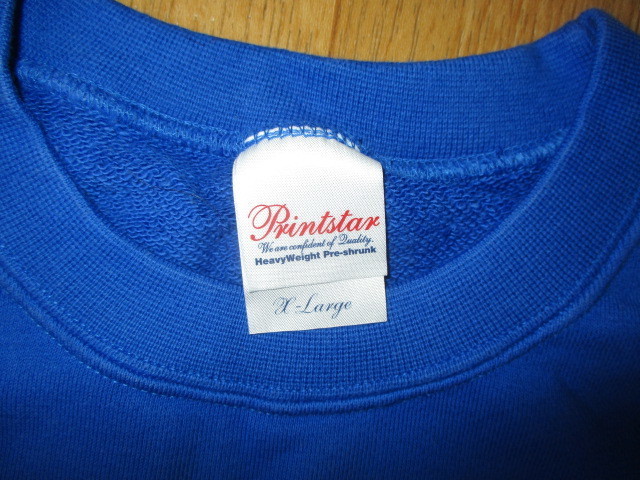 Printstar
We are confident of Quality.
HeavyWeight Pre-shrunk
X-Large